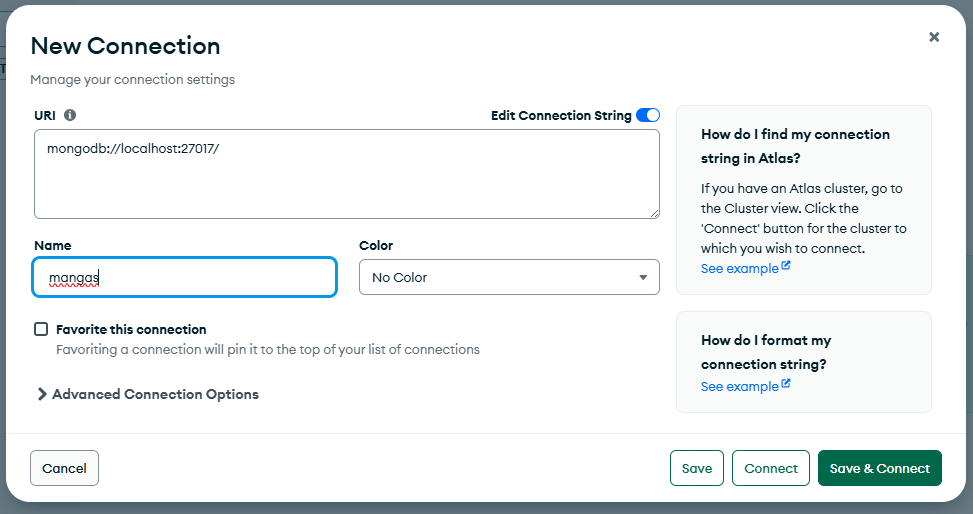 New Connection
Manage your connection settings
URI
Edit Connection String
mongodb://localhost:27017/
Name
Color
mangas
No Color
Favorite this connection
Favoriting a connection will pin it to the top of your list of connections
Advanced Connection Options
How do I find my connection
string in Atlas?
If you have an Atlas cluster, go to
the Cluster view. Click the
'Connect' button for the cluster to
which you wish to connect.
See example
How do I format my
connection string?
See example
Cancel
Save
Connect
Save & Connect